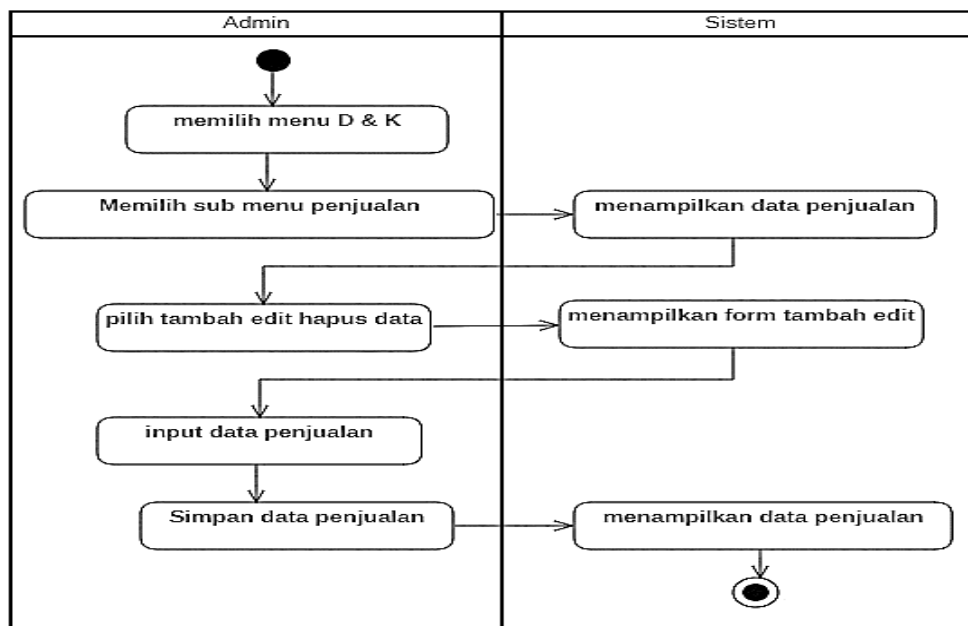 Admin
Sistem
memilih menu D & K
Memilih sub menu penjualan
menampilkan data penjualan
pilih tambah edit hapus data
menampilkan form tambah edit
input data penjualan
Simpan data penjualan
menampilkan data penjualan